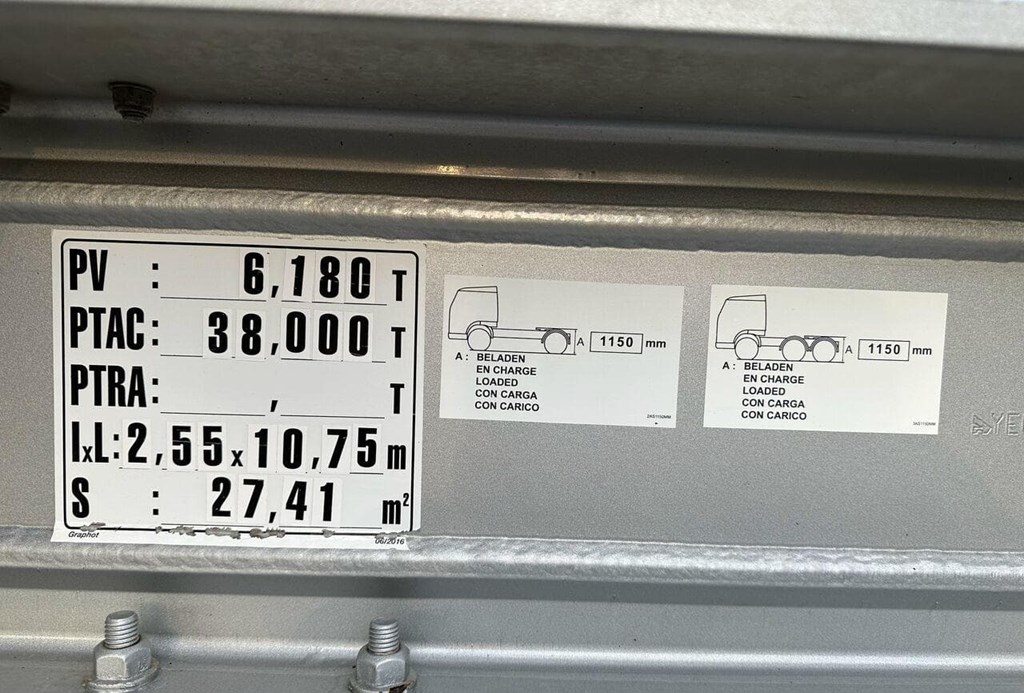 PV : 6,180 T
PTAC: 38,000 T
PTRA: , T
IxL: 2,55 x 10,75 m
S : 27,41 m²
Graphot 06/2016
A 1150 mm
A : BELADEN
EN CHARGE
LOADED
CON CARGA
CON CARICO
A 1150 mm
A : BELADEN
EN CHARGE
LOADED
CON CARGA
CON CARICO